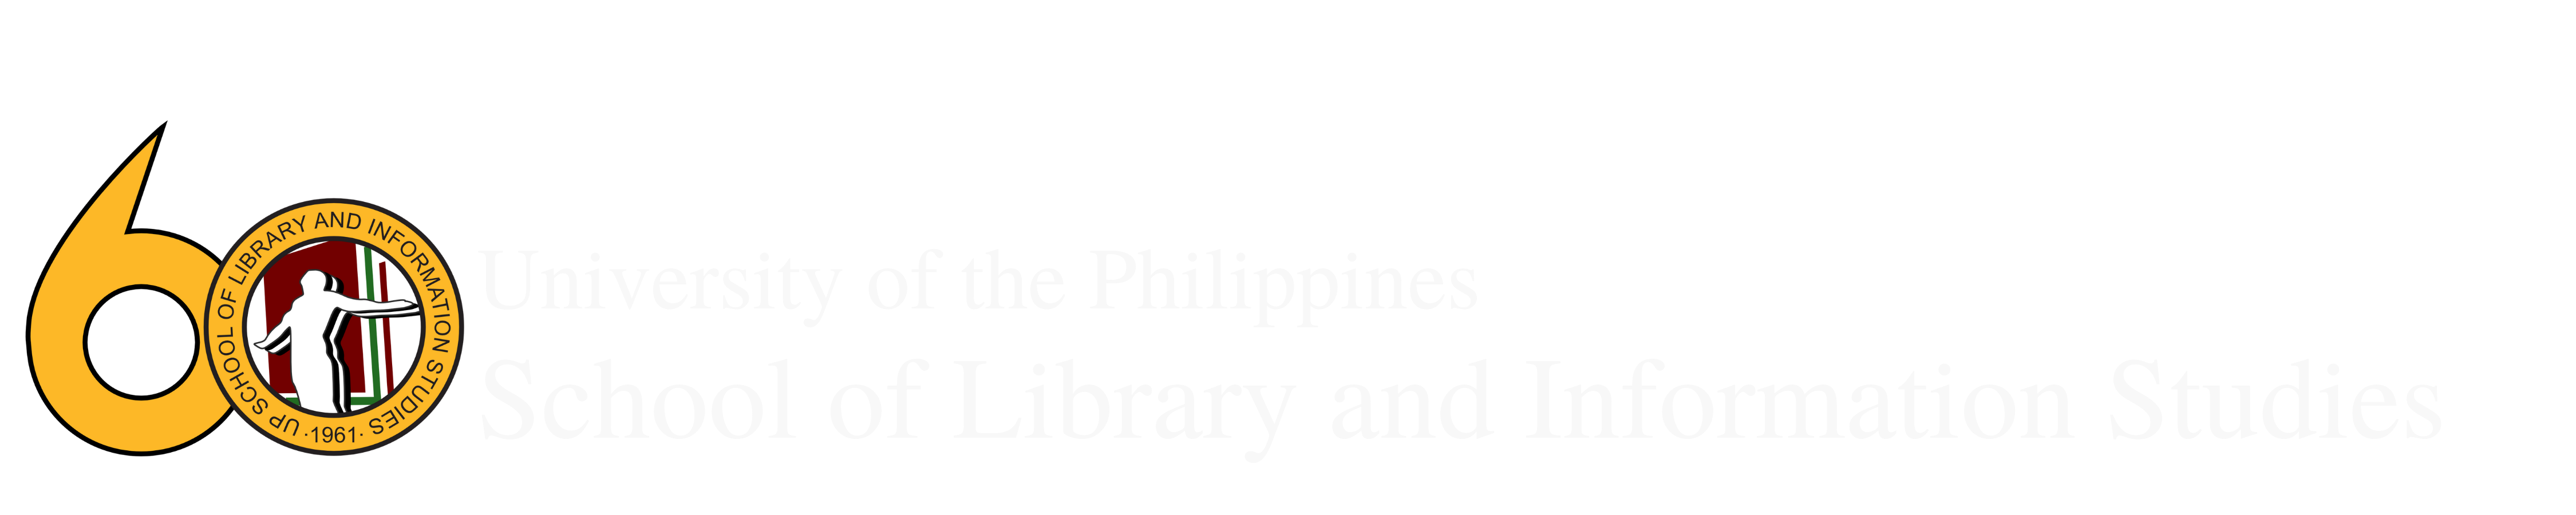 60
UP SCHOOL OF LIBRARY AND INFORMATION STUDIES
·1961·
University of the Philippines
School of Library and Information Studies